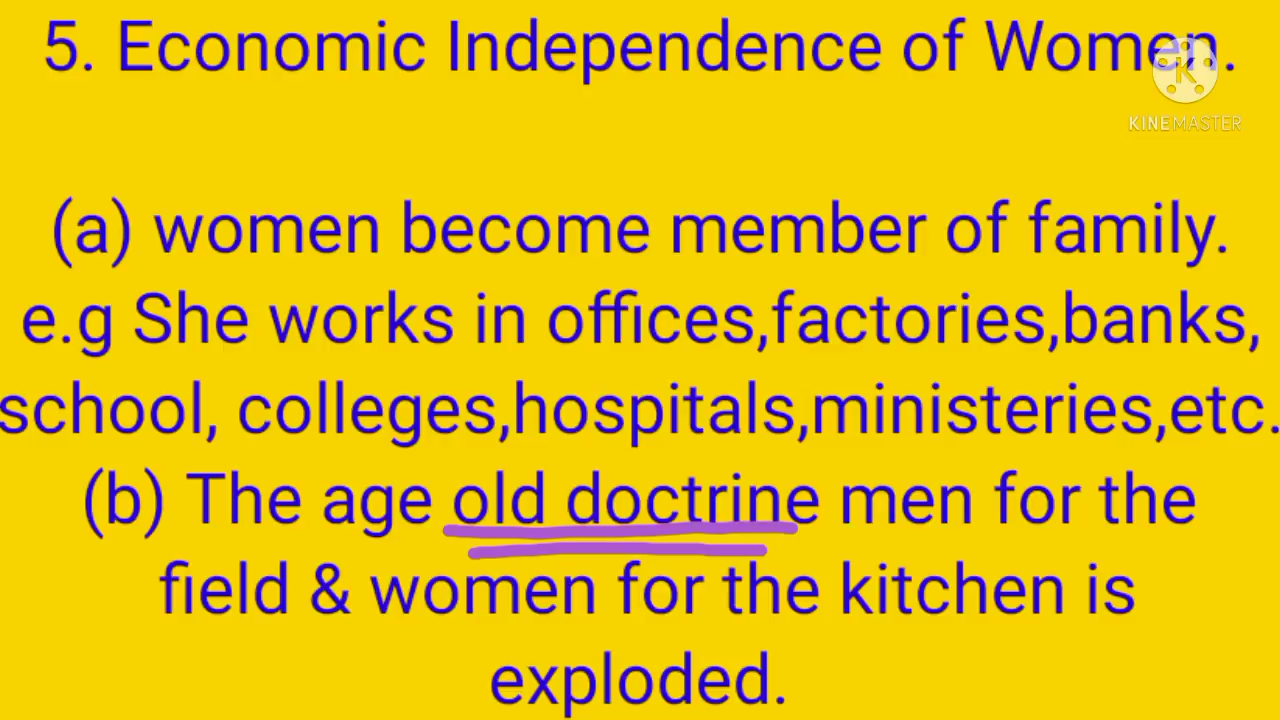 5. Economic Independence of Women.
KINEMASTER
(a) women become member of family.
e.g She works in offices,factories,banks,
school, colleges,hospitals,ministeries,etc.
(b) The age old doctrine men for the
field & women for the kitchen is
exploded.